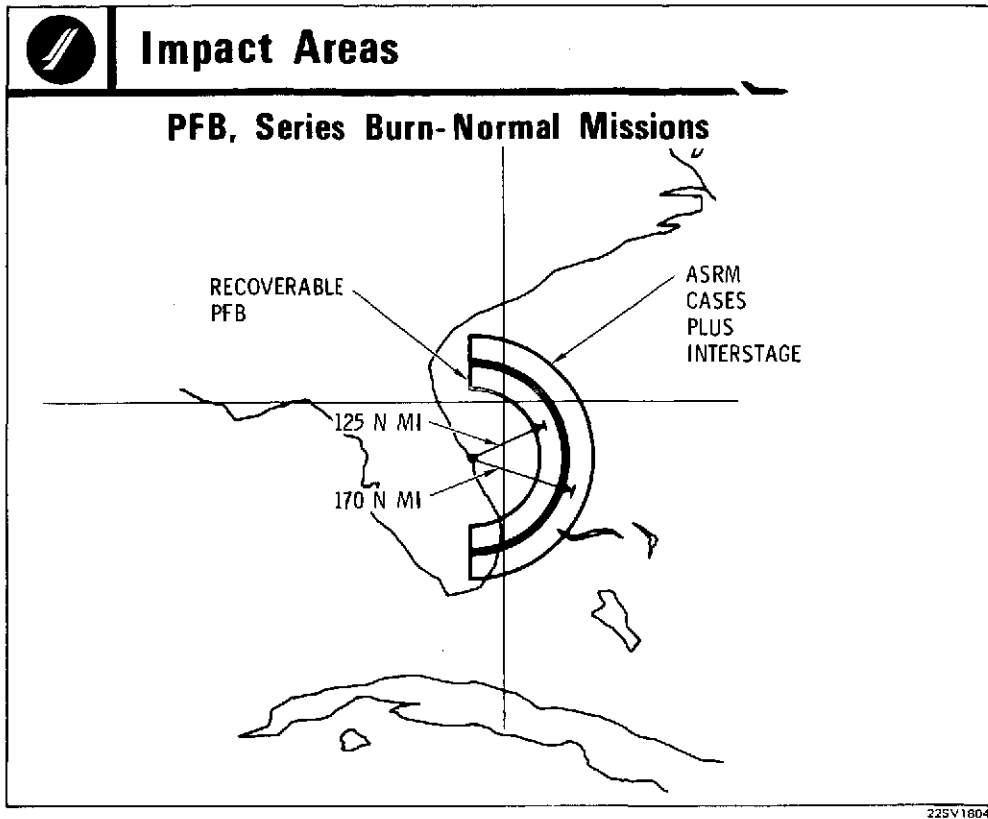 Impact Areas
PFB, Series Burn-Normal Missions
RECOVERABLE
PFB
ASRM
CASES
PLUS
INTERSTAGE
125 N MI
170 N MI
225V1804